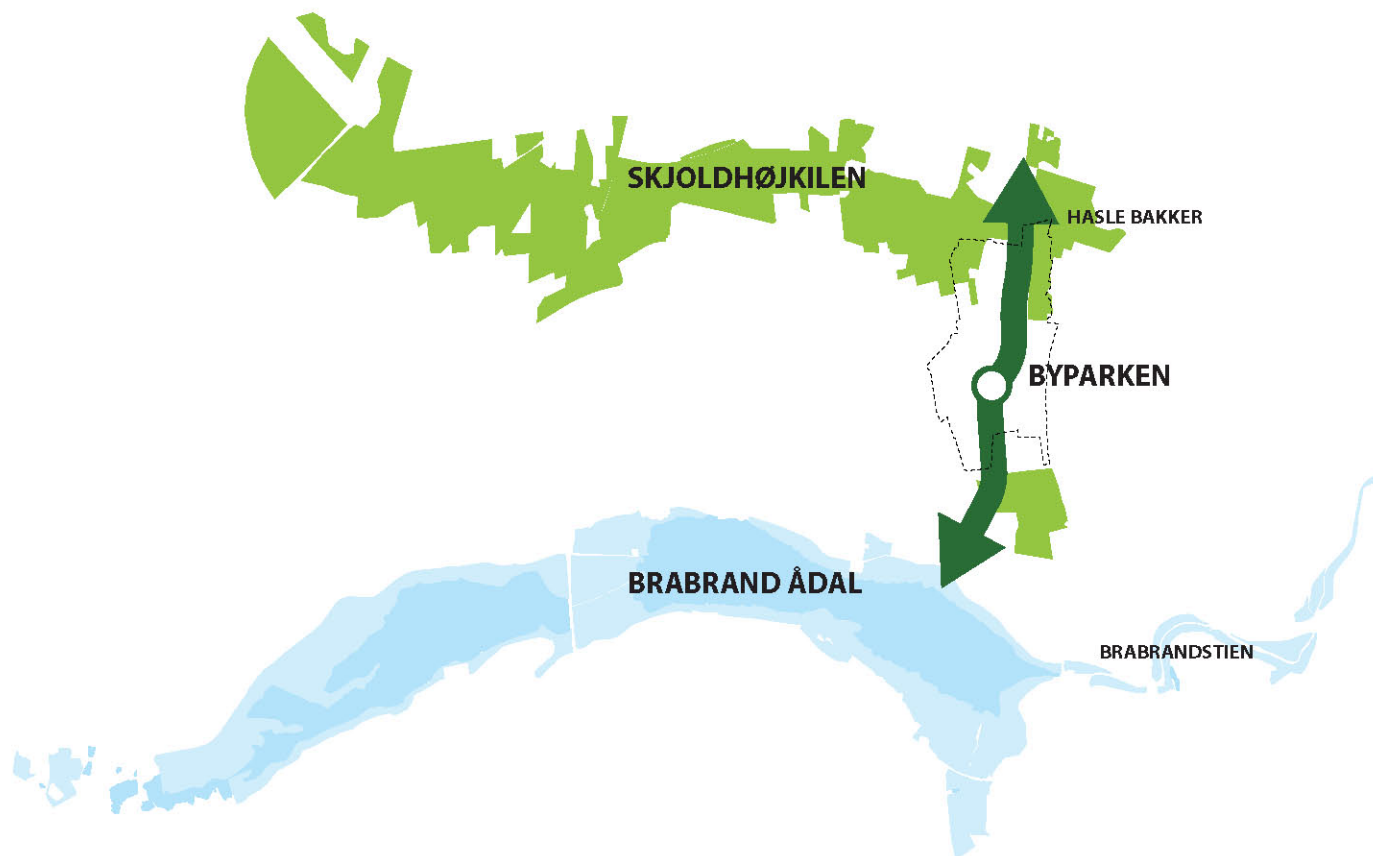 SKJOLDHØJKILEN
HASLE BAKKER
BYPARKEN
BRABRAND ÅDAL
BRABRANDSTIEN